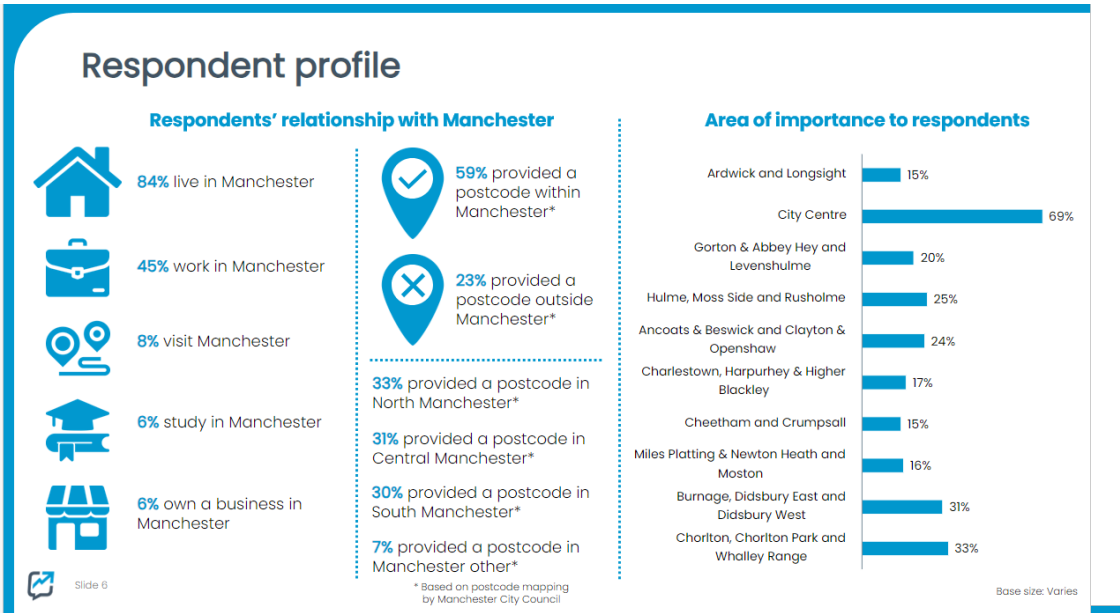 Respondent profile
Respondents’ relationship with Manchester
84% live in Manchester
45% work in Manchester
8% visit Manchester
6% study in Manchester
6% own a business in
Manchester
59% provided a
postcode within
Manchester*
23% provided a
postcode outside
Manchester*
33% provided a postcode in
North Manchester*
31% provided a postcode in
Central Manchester*
30% provided a postcode in
South Manchester*
7% provided a postcode in
Manchester other*
* Based on postcode mapping
by Manchester City Council
Area of importance to respondents
Ardwick and Longsight 15%
City Centre 69%
Gorton & Abbey Hey and
Levenshulme 20%
Hulme, Moss Side and Rusholme 25%
Ancoats & Beswick and Clayton &
Openshaw 24%
Charlestown, Harpurhey & Higher
Blackley 17%
Cheetham and Crumpsall 15%
Miles Platting & Newton Heath and
Moston 16%
Burnage, Didsbury East and
Didsbury West 31%
Chorlton, Chorlton Park and
Whalley Range 33%
Slide 6
Base size: Varies